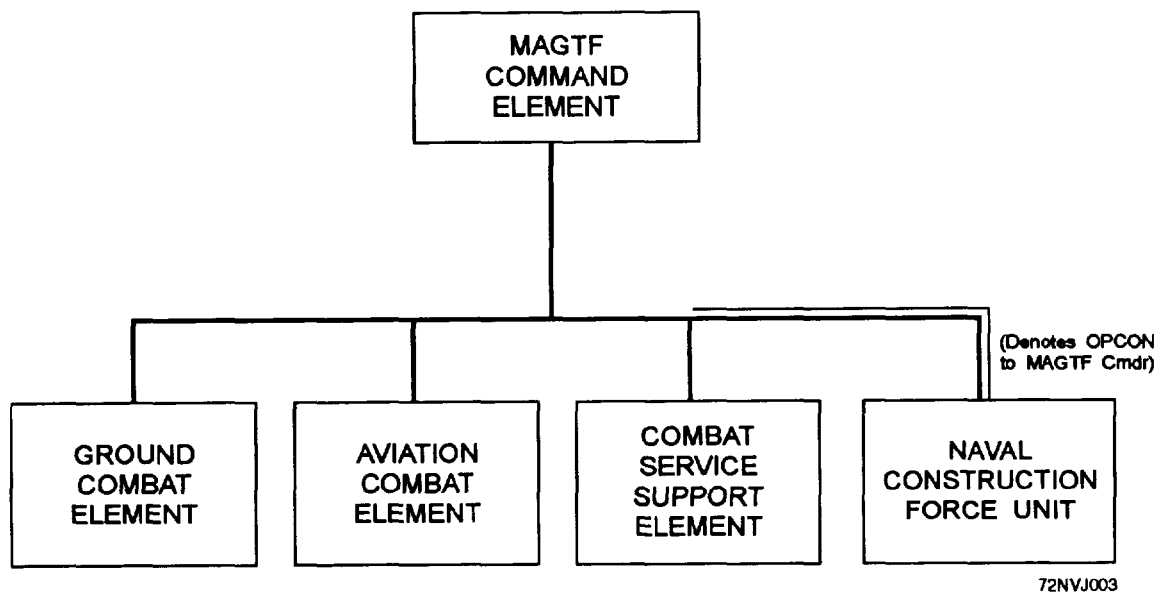 MAGTF
COMMAND
ELEMENT
(Denotes OPCON
to MAGTF Cmdr)
GROUND
COMBAT
ELEMENT
AVIATION
COMBAT
ELEMENT
COMBAT
SERVICE
SUPPORT
ELEMENT
NAVAL
CONSTRUCTION
FORCE UNIT
72NVJ003